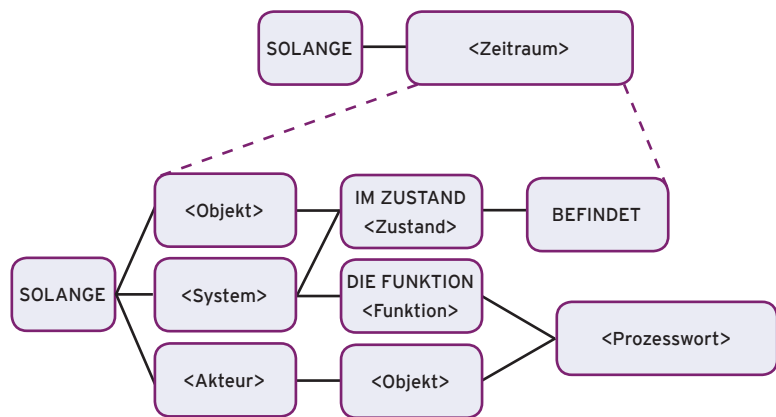 SOLANGE
<Zeitraum>
<Objekt>
IM ZUSTAND
<Zustand>
BEFINDET
SOLANGE
<System>
DIE FUNKTION
<Funktion>
<Prozesswort>
<Akteur>
<Objekt>